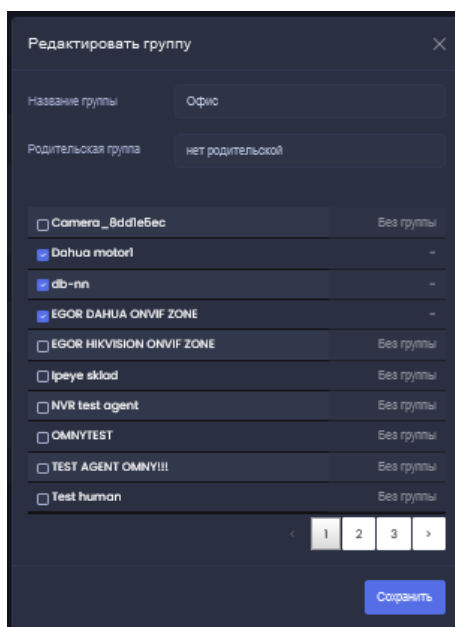 Редактировать группу
Название группы Офис
Родительская группа нет родительской
Camera_8dd1e5ec Без группы
Dahua motor1 -
db-nn -
EGOR DAHUA ONVIF ZONE -
EGOR HIKVISION ONVIF ZONE Без группы
Ipeye sklad Без группы
NVR test agent Без группы
OMNYTEST Без группы
TEST AGENT OMNY!!! Без группы
Test human Без группы
< 1 2 3 >
Сохранить